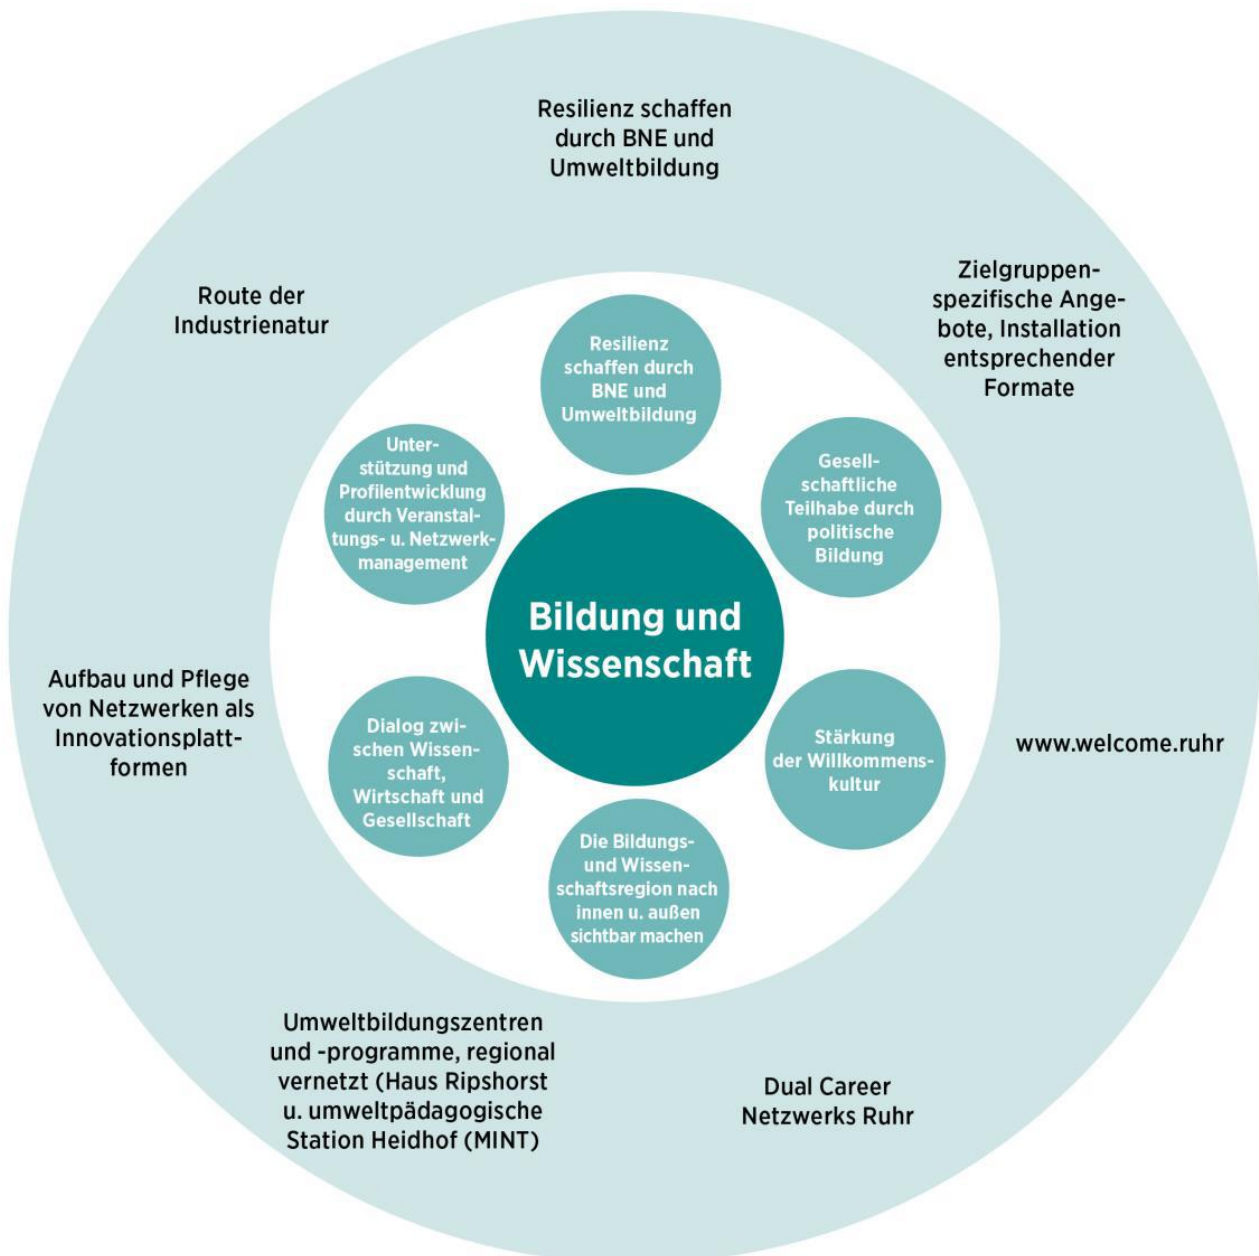 Resilienz schaffen
durch BNE und
Umweltbildung
Zielgruppen-
spezifische Ange-
bote, Installation
entsprechender
Formate
www.welcome.ruhr
Dual Career
Netzwerks Ruhr
Umweltbildungszentren
und -programme, regional
vernetzt (Haus Ripshorst
u. umweltpädagogische
Station Heidhof (MINT)
Aufbau und Pflege
von Netzwerken als
Innovationsplatt-
formen
Route der
Industrienatur
Resilienz
schaffen durch
BNE und
Umweltbildung
Gesell-
schaftliche
Teilhabe durch
politische
Bildung
Stärkung
der Willkommens-
kultur
Die Bildungs-
und Wissen-
schaftsregion nach
innen u. außen
sichtbar machen
Dialog zwi-
schen Wissen-
schaft,
Wirtschaft und
Gesellschaft
Unter-
stützung und
Profilentwicklung
durch Veranstal-
tungs- u. Netzwerk-
management
Bildung und
Wissenschaft